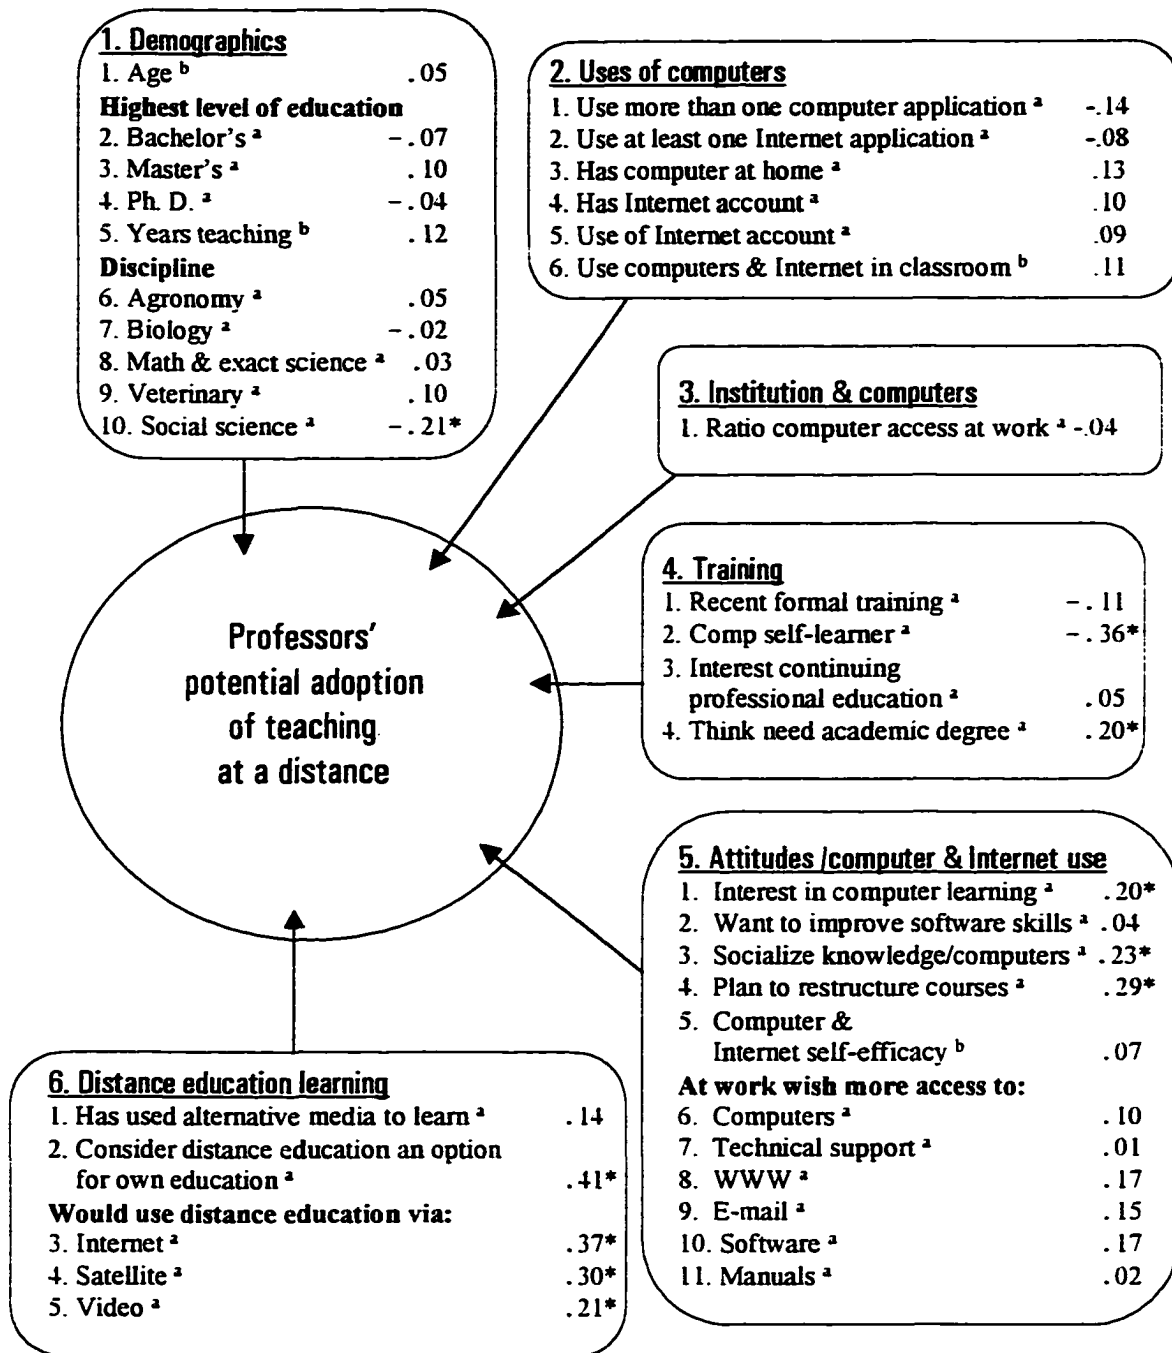 1. Demographics
1. Age b .05
Highest level of education
2. Bachelor's a -.07
3. Master's a .10
4. Ph. D. a -.04
5. Years teaching b .12
Discipline
6. Agronomy a .05
7. Biology a -.02
8. Math & exact science a .03
9. Veterinary a .10
10. Social science a -.21*
2. Uses of computers
1. Use more than one computer application a -.14
2. Use at least one Internet application a -.08
3. Has computer at home a .13
4. Has Internet account a .10
5. Use of Internet account a .09
6. Use computers & Internet in classroom b .11
3. Institution & computers
1. Ratio computer access at work a -.04
4. Training
1. Recent formal training a -.11
2. Comp self-learner a -.36*
3. Interest continuing
professional education a .05
4. Think need academic degree a .20*
Professors'
potential adoption
of teaching
at a distance
5. Attitudes /computer & Internet use
1. Interest in computer learning a .20*
2. Want to improve software skills a .04
3. Socialize knowledge/computers a .23*
4. Plan to restructure courses a .29*
5. Computer &
Internet self-efficacy b .07
At work wish more access to:
6. Computers a .10
7. Technical support a .01
8. WWW a .17
9. E-mail a .15
10. Software a .17
11. Manuals a .02
6. Distance education learning
1. Has used alternative media to learn a .14
2. Consider distance education an option
for own education a .41*
Would use distance education via:
3. Internet a .37*
4. Satellite a .30*
5. Video a .21*